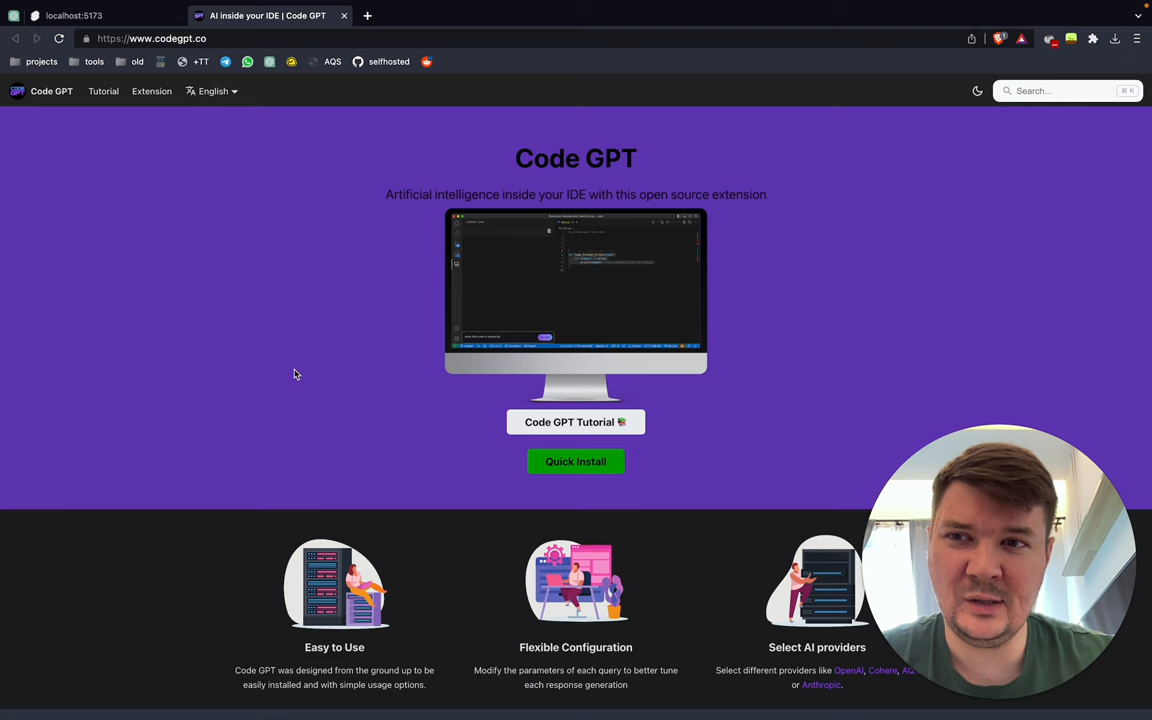 localhost:5173
AI inside your IDE | Code GPT
https://www.codegpt.co
projects
tools
old
+TT
AQS
selfhosted
Code GPT
Tutorial
Extension
English
Search...
⌘ K
Code GPT
Artificial intelligence inside your IDE with this open source extension
Code GPT Tutorial
Quick Install
Easy to Use
Code GPT was designed from the ground up to be
easily installed and with simple usage options.
Flexible Configuration
Modify the parameters of each query to better tune
each response generation
Select AI providers
Select different providers like OpenAI, Cohere,
or Anthropic.